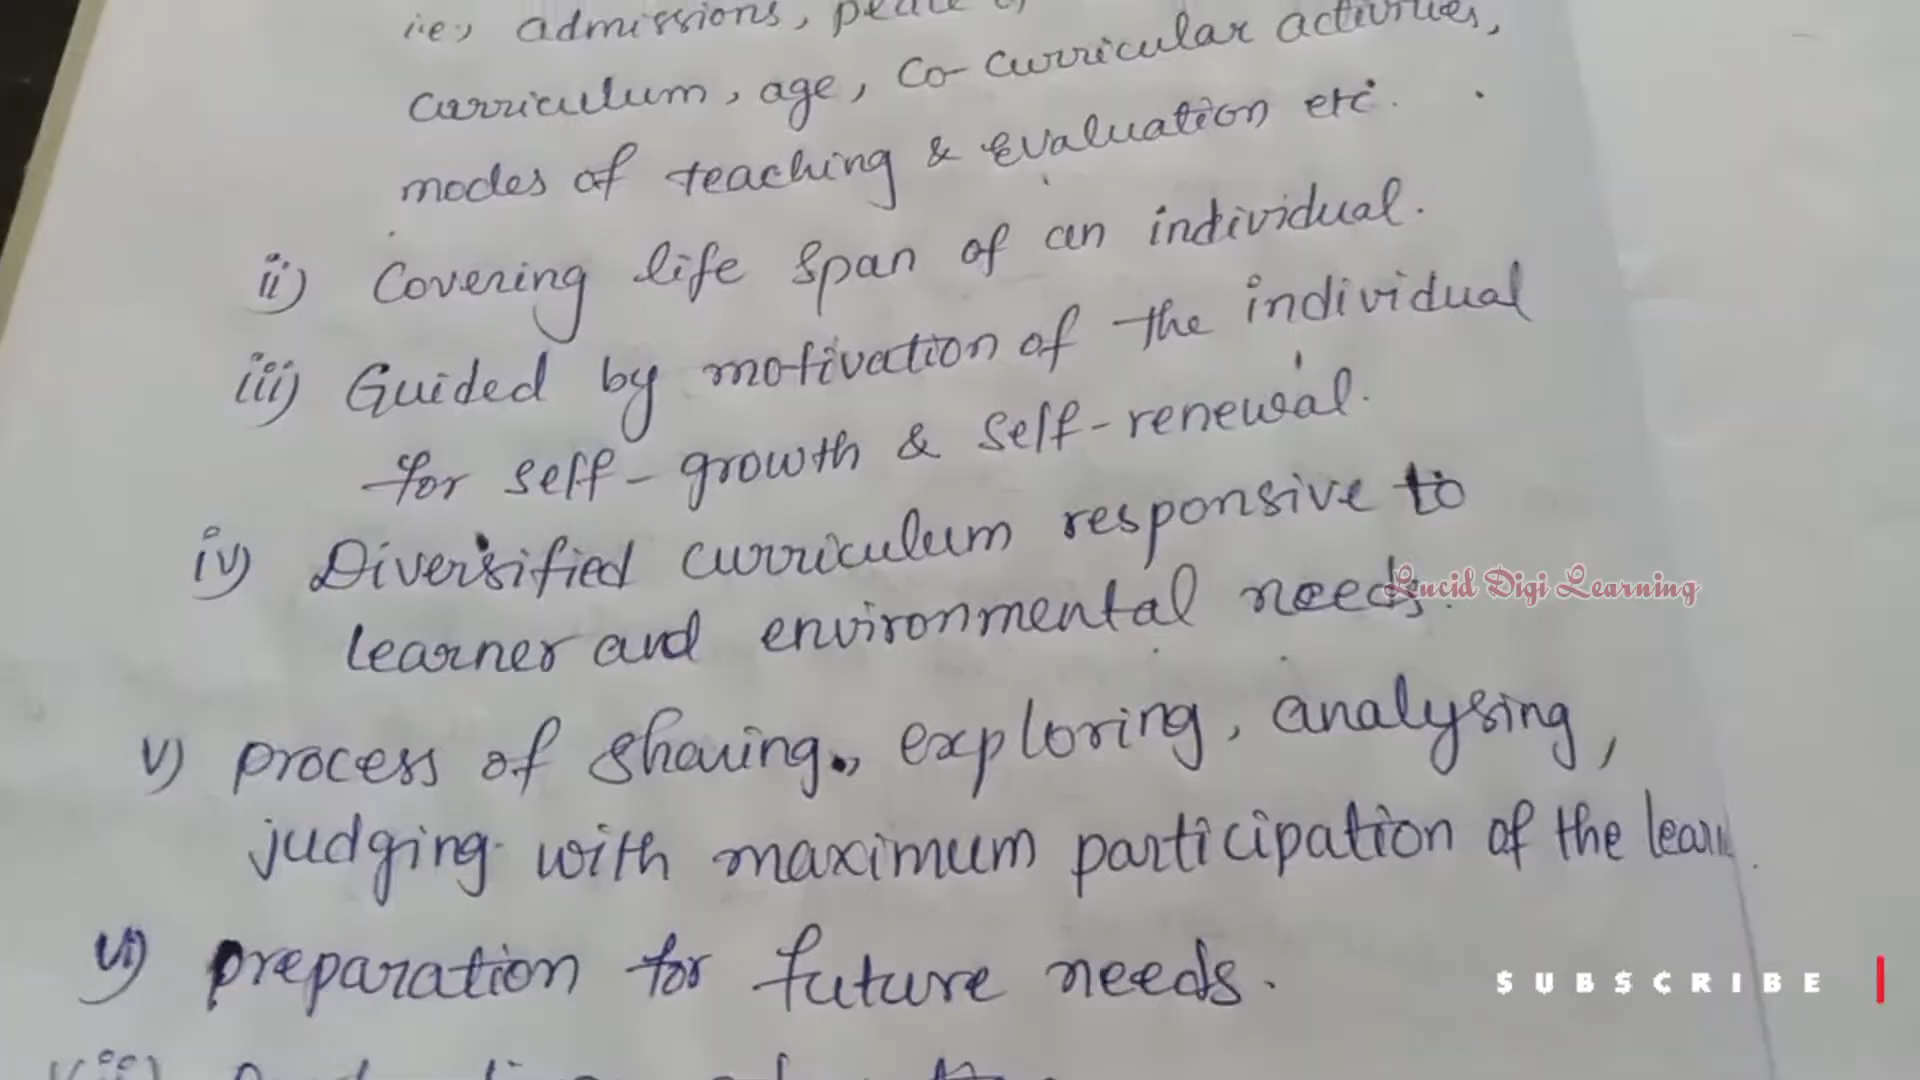 i.e., admissions,
curriculum, age, co-curricular activities,
modes of teaching & evaluation etc.
ii) Covering life span of an individual.
iii) Guided by motivation of the individual
for self-growth & self-renewal.
iv) Diversified curriculum responsive to
learner and environmental needs.
Lucid Digi Learning
v) process of sharing, exploring, analysing,
judging with maximum participation of the
vi) preparation for future needs.
SUBSCRIBE